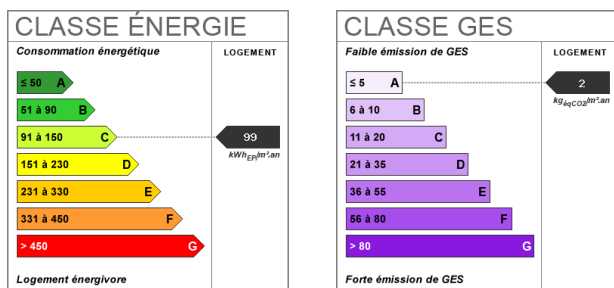 CLASSE ÉNERGIE
Consommation énergétique
LOGEMENT
≤ 50 A
51 à 90 B
91 à 150 C
99
kWhEP/m².an
151 à 230 D
231 à 330 E
331 à 450 F
> 450 G
Logement énergivore
CLASSE GES
Faible émission de GES
LOGEMENT
≤ 5 A
2
kgéqCO2/m².an
6 à 10 B
11 à 20 C
21 à 35 D
36 à 55 E
56 à 80 F
> 80 G
Forte émission de GES